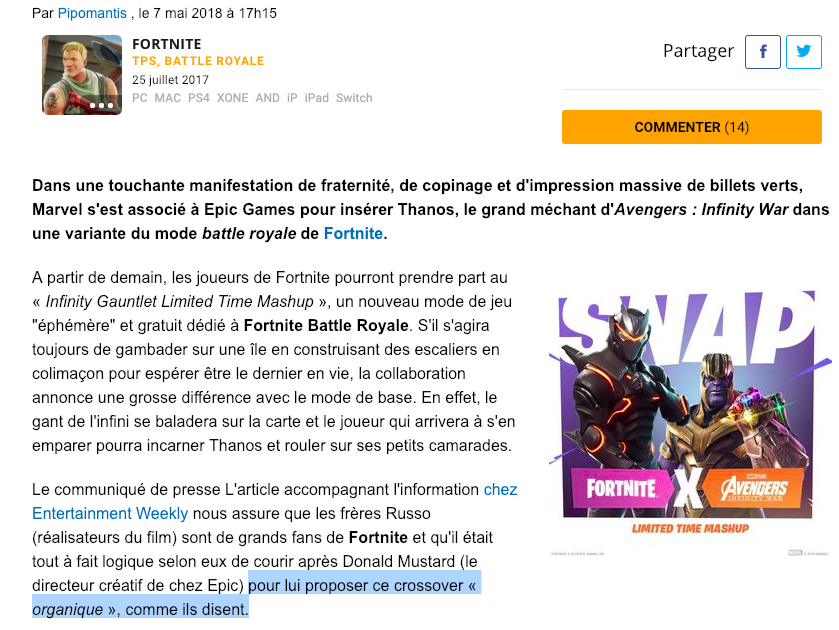 Par Pipomantis , le 7 mai 2018 à 17h15
FORTNITE
TPS, BATTLE ROYALE
25 juillet 2017
PC MAC PS4 XONE AND iP iPad Switch
Partager
COMMENTER (14)
Dans une touchante manifestation de fraternité, de copinage et d'impression massive de billets verts,
Marvel s'est associé à Epic Games pour insérer Thanos, le grand méchant d'Avengers : Infinity War dans
une variante du mode battle royale de Fortnite.
A partir de demain, les joueurs de Fortnite pourront prendre part au
« Infinity Gauntlet Limited Time Mashup », un nouveau mode de jeu
"éphémère" et gratuit dédié à Fortnite Battle Royale. S'il s'agira
toujours de gambader sur une île en construisant des escaliers en
colimaçon pour espérer être le dernier en vie, la collaboration
annonce une grosse différence avec le mode de base. En effet, le
gant de l'infini se baladera sur la carte et le joueur qui arrivera à s'en
emparer pourra incarner Thanos et rouler sur ses petits camarades.
Le communiqué de presse L'article accompagnant l'information chez
Entertainment Weekly nous assure que les frères Russo
(réalisateurs du film) sont de grands fans de Fortnite et qu'il était
tout à fait logique selon eux de courir après Donald Mustard (le
directeur créatif de chez Epic) pour lui proposer ce crossover «
organique », comme ils disent.
SNAP
FORTNITE X AVENGERS
INFINITY WAR
LIMITED TIME MASHUP
MARVEL